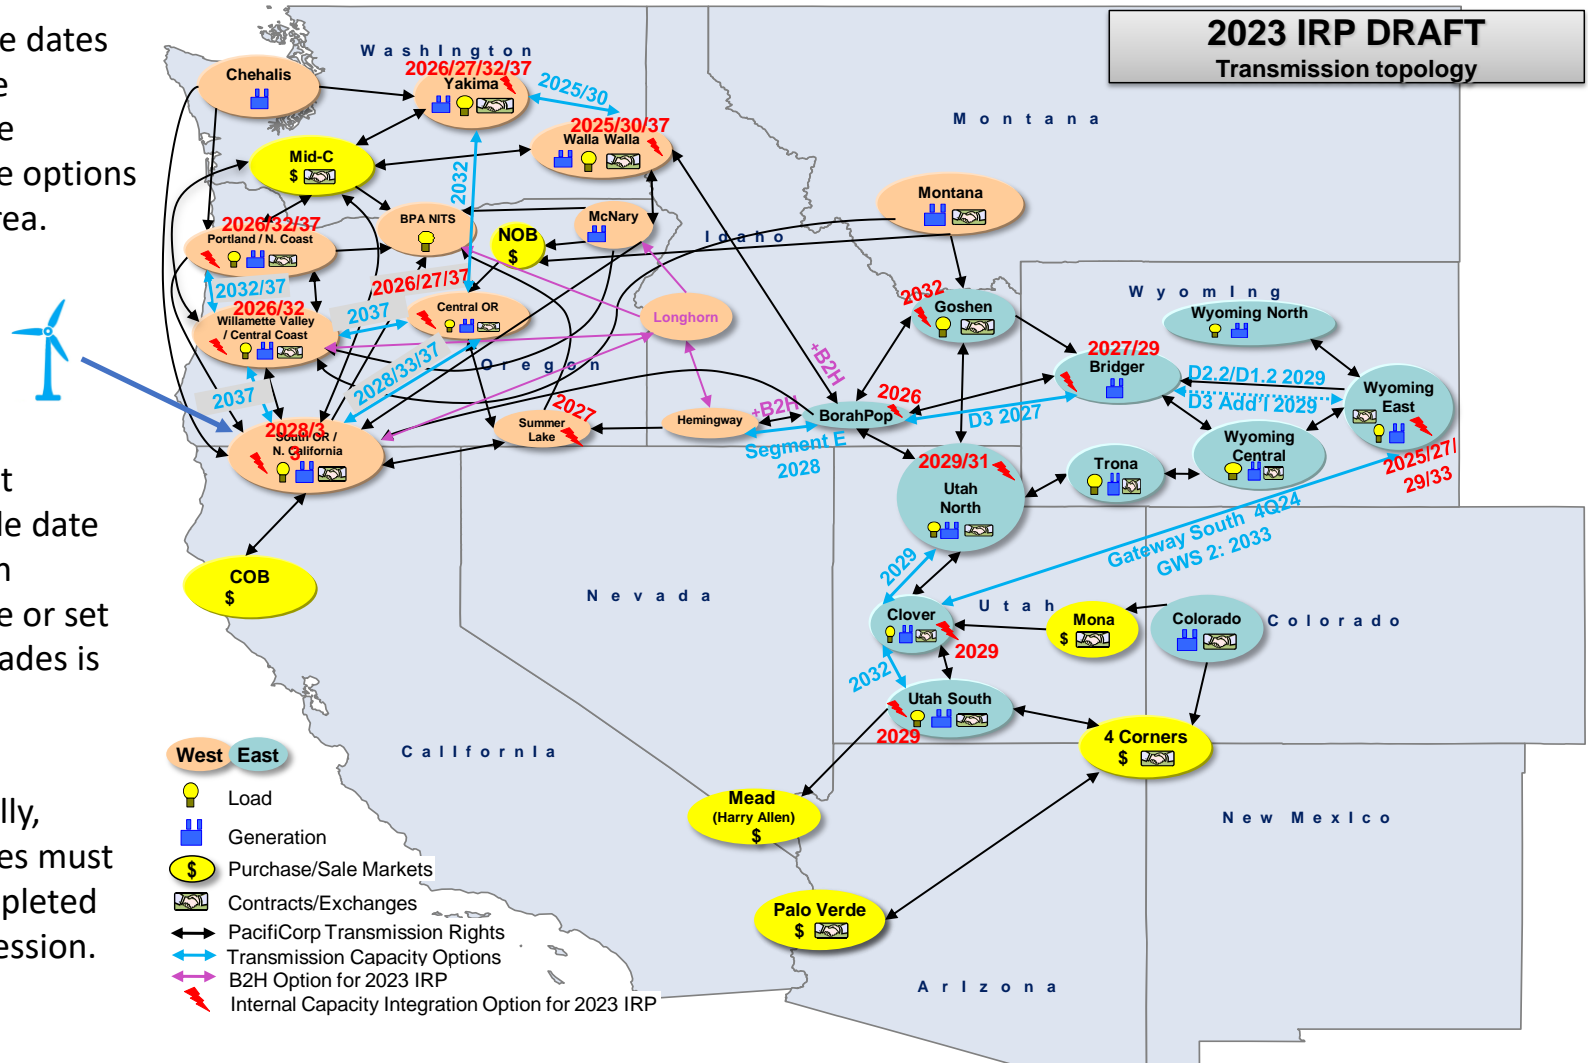 e dates
e
e
e options
rea.
t
le date
n
e or set
ades is
lly,
es must
pleted
ession.
2023 IRP DRAFT
Transmission topology
WashIngton
Montana
Idaho
WyomIng
Oregon
Nevada
Utah
Colorado
CalIfornIa
New MexIco
ArIzona
Chehalis
2026/27/32/37
Yakima
2025/30
2025/30/37
Walla Walla
Mid-C
$
2032
2026/32/37
Portland / N. Coast
BPA NITS
McNary
NOB
$
Montana
2032/37
2026/32
Willamette Valley
/ Central Coast
2037
2026/27/37
Central OR
Longhorn
2032
Goshen
Wyoming North
2027/29
Bridger
D2.2/D1.2 2029
D3 Add'l 2029
Wyoming
East
2025/27/
29/33
2037
2028/33/37
2028/3
3
South OR /
N. California
2027
Summer
Lake
Hemingway
+B2H
+B2H
2026
BorahPop
D3 2027
Segment E
2028
Wyoming
Central
Trona
2029/31
Utah
North
Gateway South 4Q24
GWS 2: 2033
2029
COB
$
Clover
2029
Mona
$
Colorado
2032
Utah South
2029
4 Corners
$
Mead
(Harry Allen)
$
Palo Verde
$
West East
Load
Generation
$ Purchase/Sale Markets
Contracts/Exchanges
PacifiCorp Transmission Rights
Transmission Capacity Options
B2H Option for 2023 IRP
Internal Capacity Integration Option for 2023 IRP